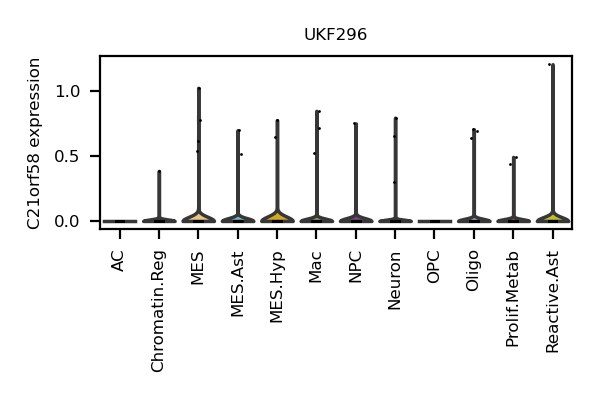 UKF296
C21orf58 expression
1.0
0.5
0.0
AC
Chromatin.Reg
MES
MES.Ast
MES.Hyp
Mac
NPC
Neuron
OPC
Oligo
Prolif.Metab
Reactive.Ast